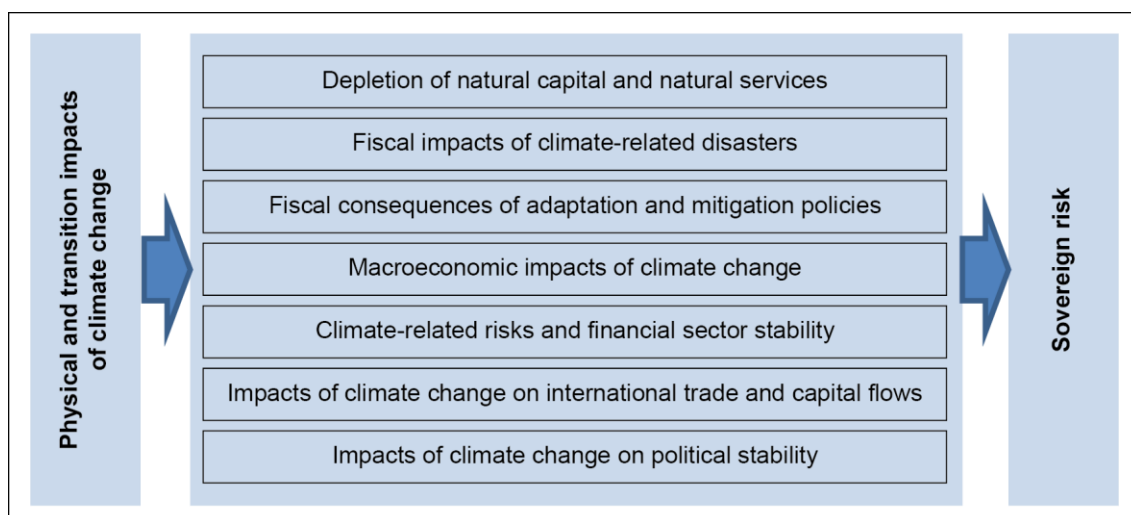 Physical and transition impacts
of climate change
Depletion of natural capital and natural services
Fiscal impacts of climate-related disasters
Fiscal consequences of adaptation and mitigation policies
Macroeconomic impacts of climate change
Climate-related risks and financial sector stability
Impacts of climate change on international trade and capital flows
Impacts of climate change on political stability
Sovereign risk